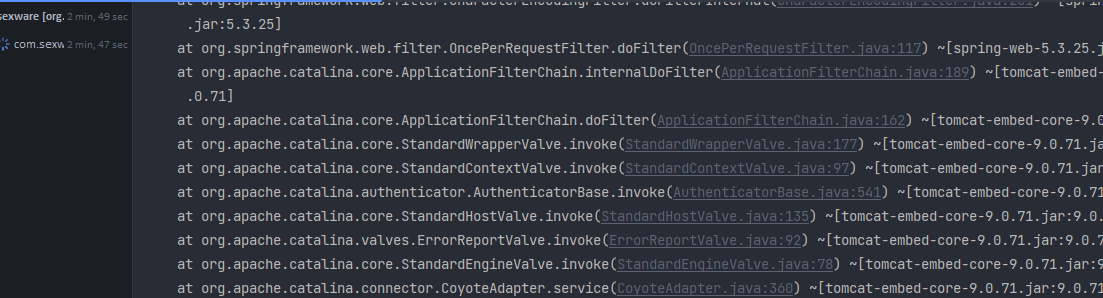 sexware [org. 2 min, 49 sec
com.sexw 2 min, 47 sec
at org.springframework.web.filter.CharacterEncodingFilter.doFilterInternal(CharacterEncodingFilter.java:201) ~[spring
.jar:5.3.25]
at org.springframework.web.filter.OncePerRequestFilter.doFilter(OncePerRequestFilter.java:117) ~[spring-web-5.3.25.j
at org.apache.catalina.core.ApplicationFilterChain.internalDoFilter(ApplicationFilterChain.java:189) ~[tomcat-embed-
.0.71]
at org.apache.catalina.core.ApplicationFilterChain.doFilter(ApplicationFilterChain.java:162) ~[tomcat-embed-core-9.0
at org.apache.catalina.core.StandardWrapperValve.invoke(StandardWrapperValve.java:177) ~[tomcat-embed-core-9.0.71.ja
at org.apache.catalina.core.StandardContextValve.invoke(StandardContextValve.java:97) ~[tomcat-embed-core-9.0.71.jar
at org.apache.catalina.authenticator.AuthenticatorBase.invoke(AuthenticatorBase.java:541) ~[tomcat-embed-core-9.0.71
at org.apache.catalina.core.StandardHostValve.invoke(StandardHostValve.java:135) ~[tomcat-embed-core-9.0.71.jar:9.0.
at org.apache.catalina.valves.ErrorReportValve.invoke(ErrorReportValve.java:92) ~[tomcat-embed-core-9.0.71.jar:9.0.7
at org.apache.catalina.core.StandardEngineValve.invoke(StandardEngineValve.java:78) ~[tomcat-embed-core-9.0.71.jar:9
at org.apache.catalina.connector.CoyoteAdapter.service(CoyoteAdapter.java:360) ~[tomcat-embed-core-9.0.71.jar:9.0.71